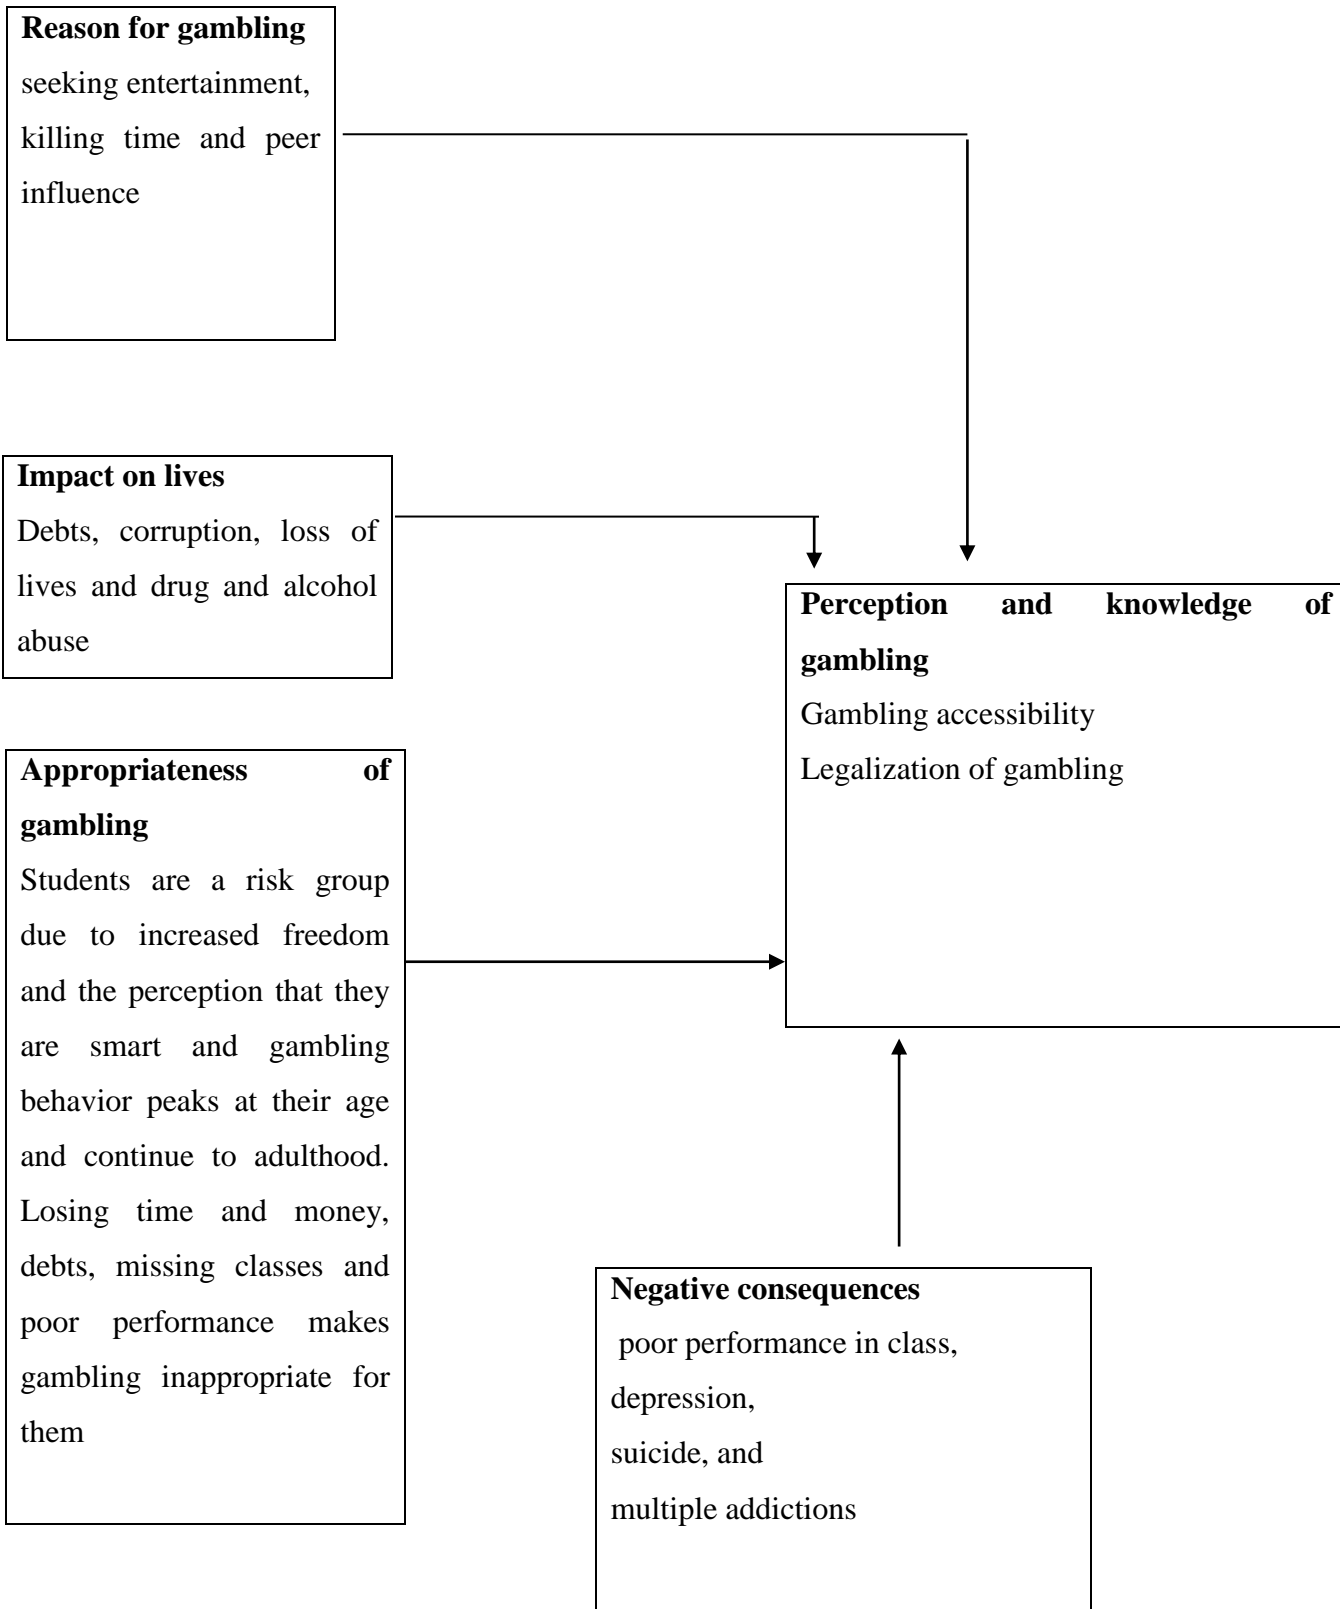 Reason for gambling
seeking entertainment,
killing time and peer
influence
Impact on lives
Debts, corruption, loss of
lives and drug and alcohol
abuse
Perception and knowledge of
gambling
Gambling accessibility
Legalization of gambling
Appropriateness of
gambling
Students are a risk group
due to increased freedom
and the perception that they
are smart and gambling
behavior peaks at their age
and continue to adulthood.
Losing time and money,
debts, missing classes and
poor performance makes
gambling inappropriate for
them
Negative consequences
poor performance in class,
depression,
suicide, and
multiple addictions